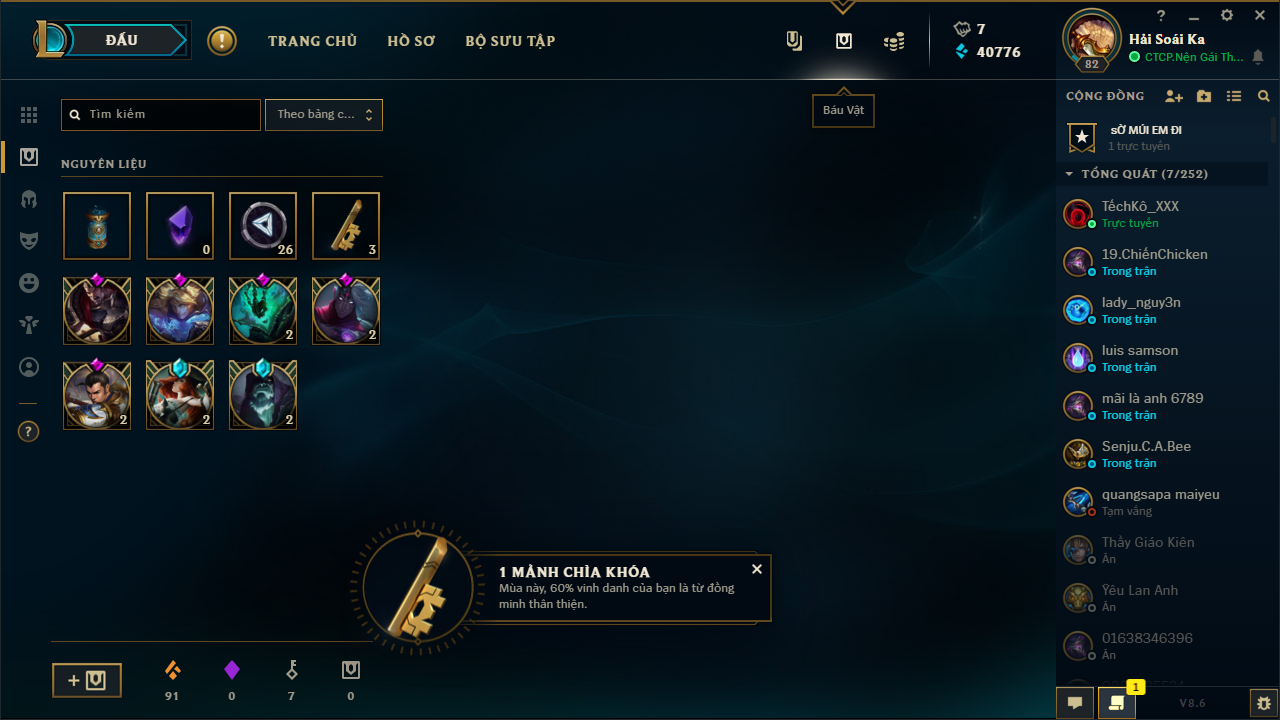 ĐẤU
!
TRANG CHỦ
HỒ SƠ
BỘ SƯU TẬP
7
40776
?
Hải Soái Ka
82
CTCP.Nện Gái Th...
Tìm kiếm
Theo bảng c...
Báu Vật
CỘNG ĐỒNG
sỜ MÚI EM ĐI
1 trực tuyến
NGUYÊN LIỆU
TỔNG QUÁT (7/252)
0
26
3
TếchKô_XXX
Trực tuyến
19.ChiếnChicken
Trong trận
2
2
lady_nguy3n
Trong trận
luis samson
Trong trận
2
2
2
mãi là anh 6789
Trong trận
?
Senju.C.A.Bee
Trong trận
quangsapa maiyeu
Tạm vắng
Thầy Giáo Kiên
Ẩn
1 MẢNH CHÌA KHÓA
Mùa này, 60% vinh danh của bạn là từ đồng
minh thân thiện.
Ÿêu Lan Anh
Ẩn
01638346396
Ẩn
+
91
0
7
0
1
V8.6